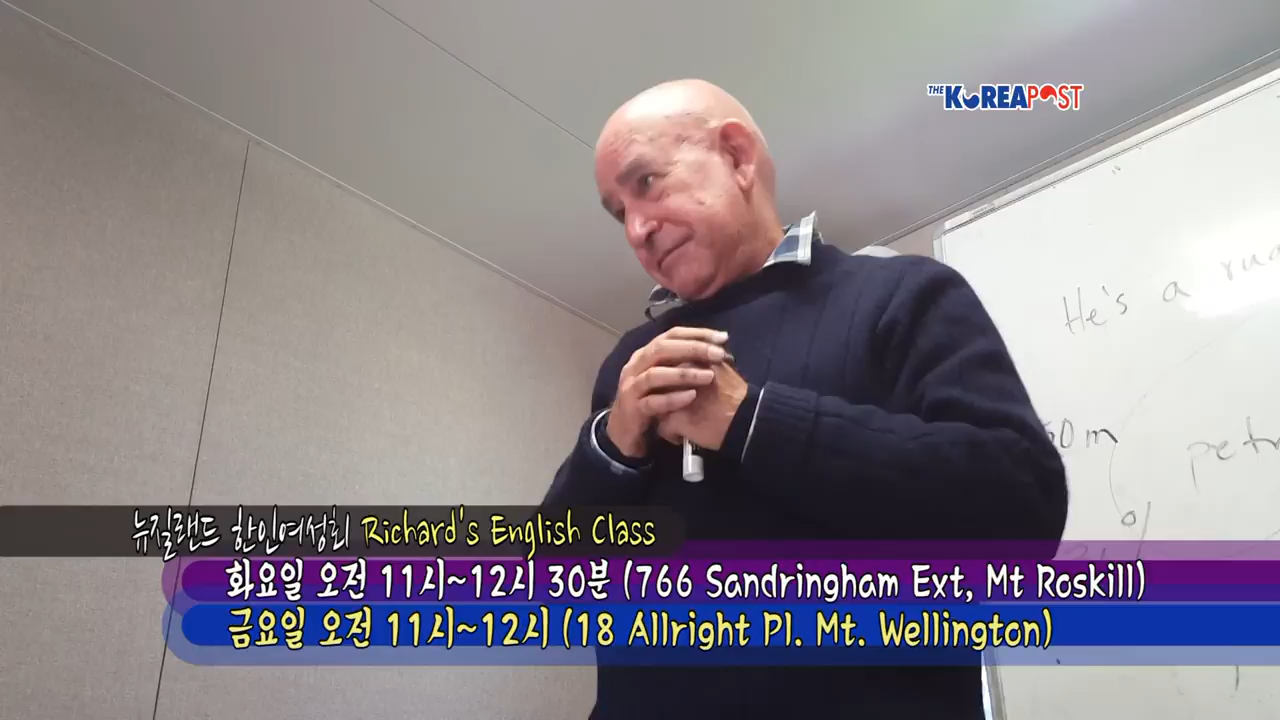 THE KOREAPOST
He's a
50m
뉴질랜드 한인여성회 Richard's English Class
화요일 오전 11시~12시 30분 (766 Sandringham Ext, Mt Roskill)
금요일 오전 11시~12시 (18 Allright Pl. Mt. Wellington)